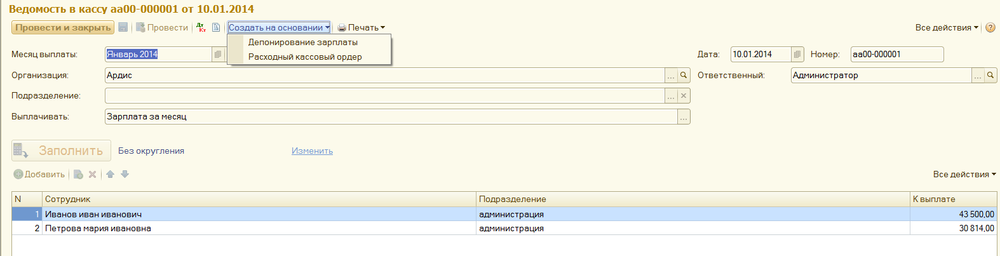 Ведомость в кассу аа00-000001 от 10.01.2014
Провести и закрыть Провести Дт Кт Создать на основании Печать Все действия ?
Депонирование зарплаты
Расходный кассовый ордер
Месяц выплаты: Январь 2014 Дата: 10.01.2014 Номер: аа00-000001
Организация: Ардис ... Ответственный: Администратор ...
Подразделение: ...
Выплачивать: Зарплата за месяц ...
Заполнить Без округления Изменить
Добавить Все действия
N Сотрудник Подразделение К выплате
1 Иванов иван иванович администрация 43 500,00
2 Петрова мария ивановна администрация 30 814,00